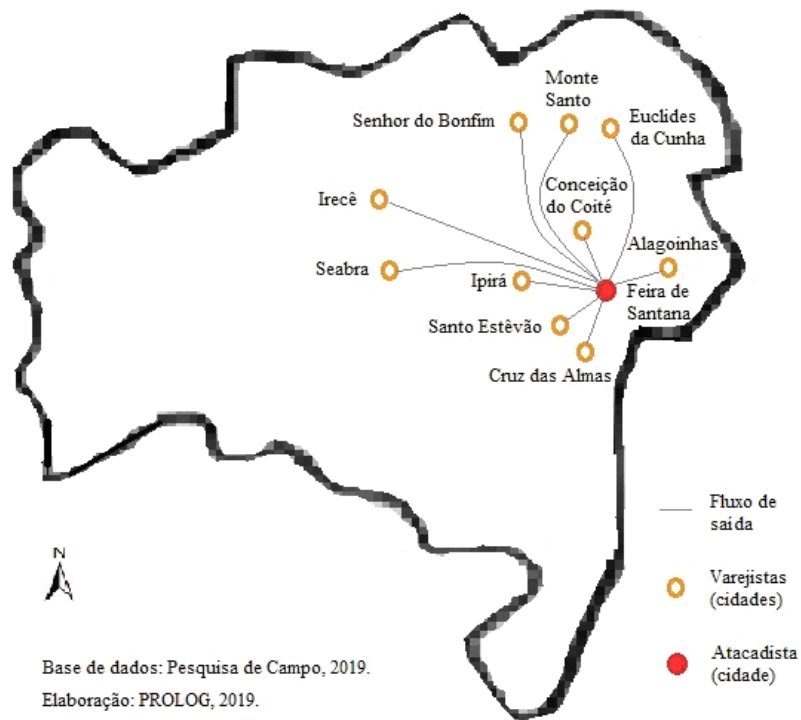 Monte
Santo
Senhor do Bonfim
Euclides
da Cunha
Conceição
do Coité
Irecê
Alagoinhas
Seabra
Ipirá
Feira de
Santana
Santo Estêvão
Cruz das Almas
Fluxo de
saída
N
Varejistas
(cidades)
Atacadista
(cidade)
Base de dados: Pesquisa de Campo, 2019.
Elaboração: PROLOG, 2019.